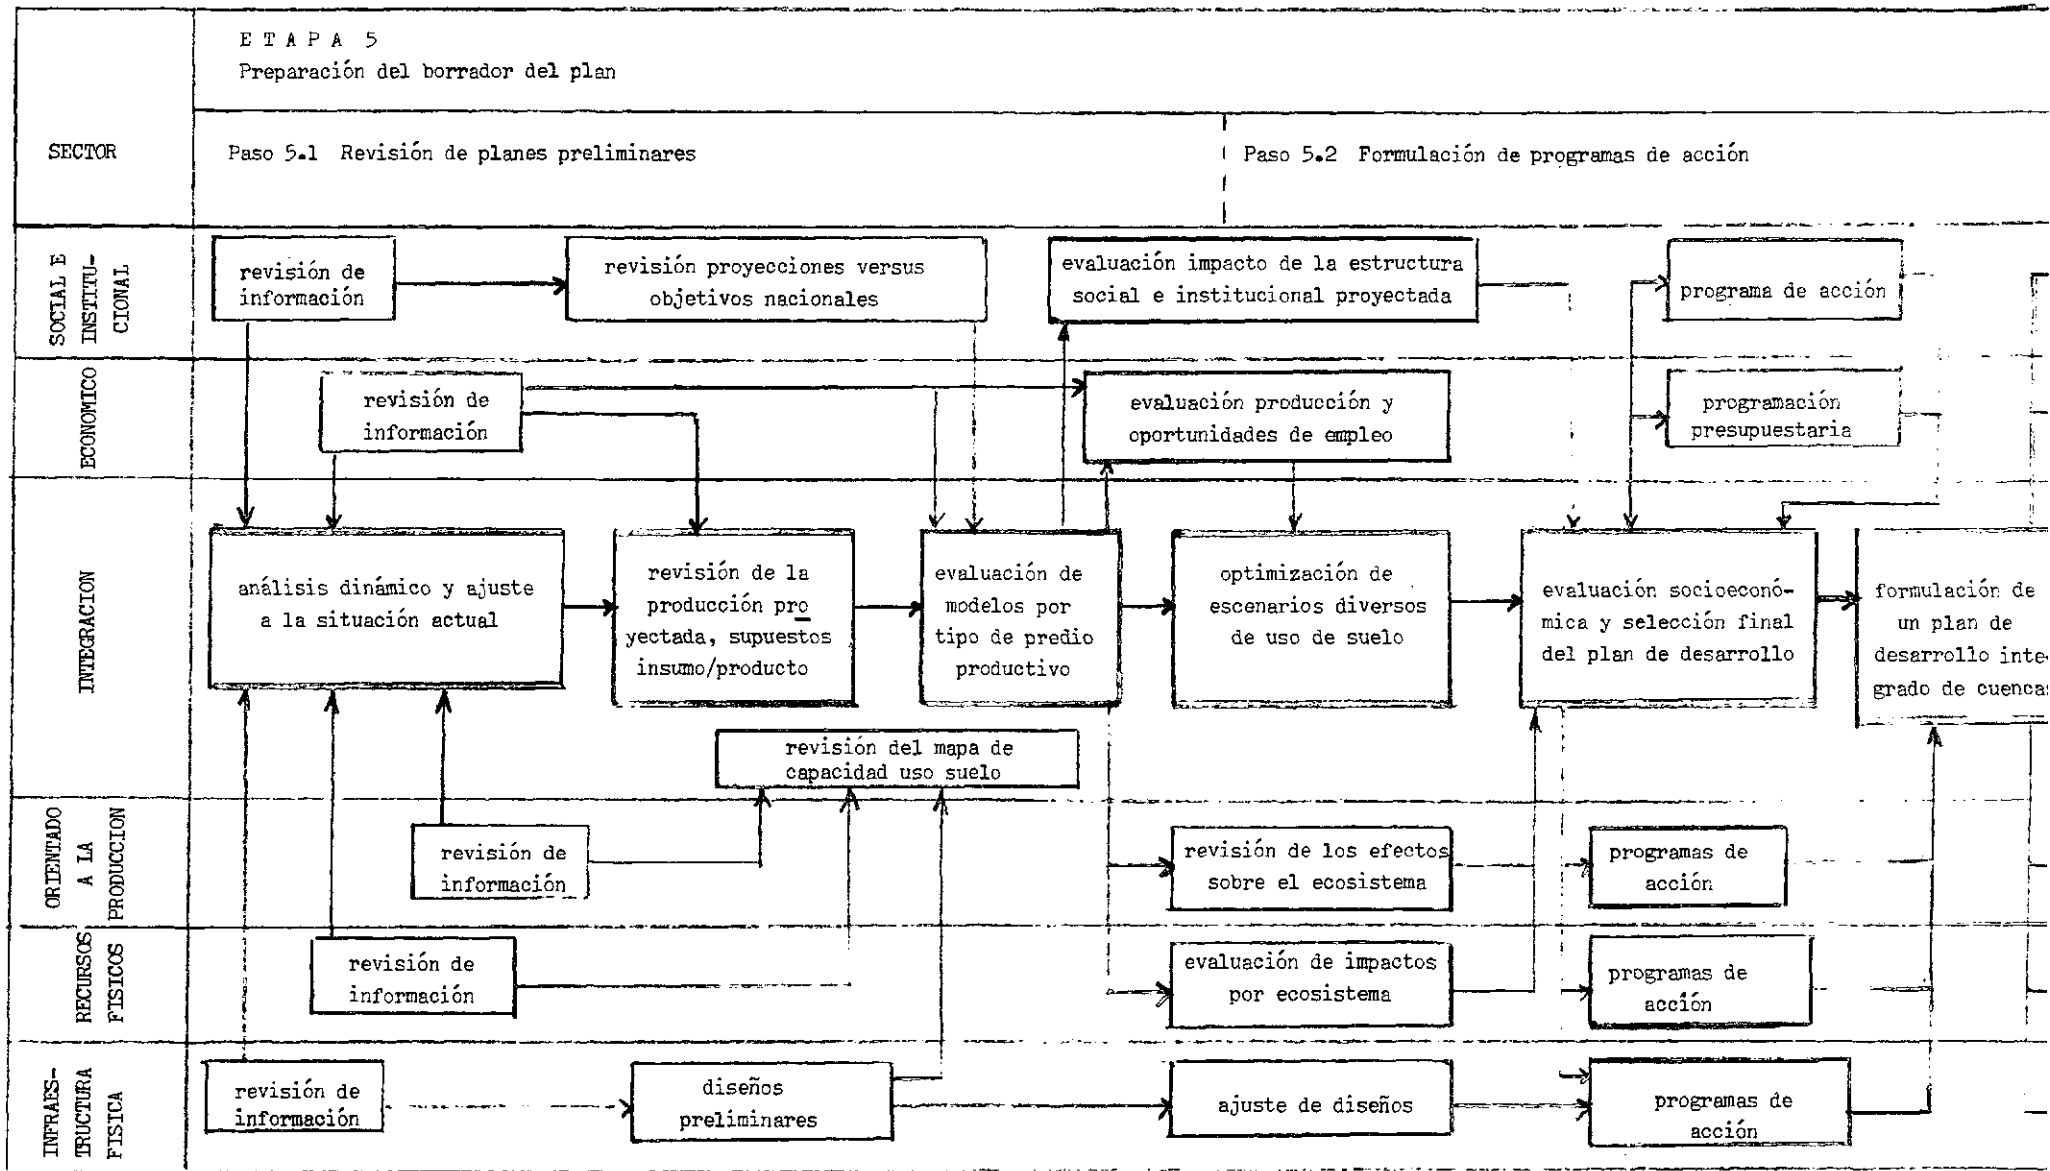 E T A P A 5
Preparación del borrador del plan
SECTOR
Paso 5.1 Revisión de planes preliminares
Paso 5.2 Formulación de programas de acción
SOCIAL E
INSTITU-
CIONAL
revisión de
información
revisión proyecciones versus
objetivos nacionales
evaluación impacto de la estructura
social e institucional proyectada
programa de acción
ECONOMICO
revisión de
información
evaluación producción y
oportunidades de empleo
programación
presupuestaria
INTEGRACION
análisis dinámico y ajuste
a la situación actual
revisión de la
producción pro
yectada, supuestos
insumo/producto
evaluación de
modelos por
tipo de predio
productivo
optimización de
escenarios diversos
de uso de suelo
evaluación socioeconó-
mica y selección final
del plan de desarrollo
formulación de
un plan de
desarrollo inte-
grado de cuencas
revisión del mapa de
capacidad uso suelo
ORIENTADO
A LA
PRODUCCION
revisión de
información
revisión de los efectos
sobre el ecosistema
programas de
acción
RECURSOS
FISICOS
revisión de
información
evaluación de impactos
por ecosistema
programas de
acción
INFRAES-
TRUCTURA
FISICA
revisión de
información
diseños
preliminares
ajuste de diseños
programas de
acción